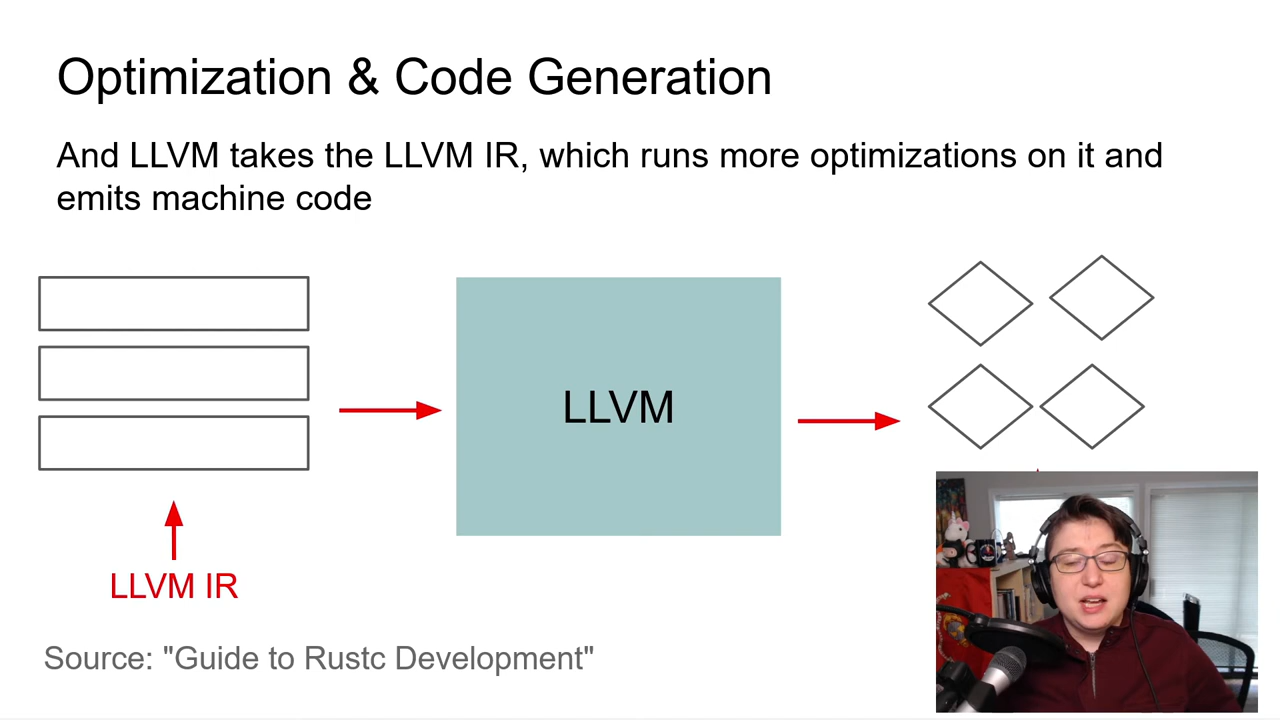 Optimization & Code Generation
And LLVM takes the LLVM IR, which runs more optimizations on it and
emits machine code
LLVM
LLVM IR
Source: "Guide to Rustc Development"